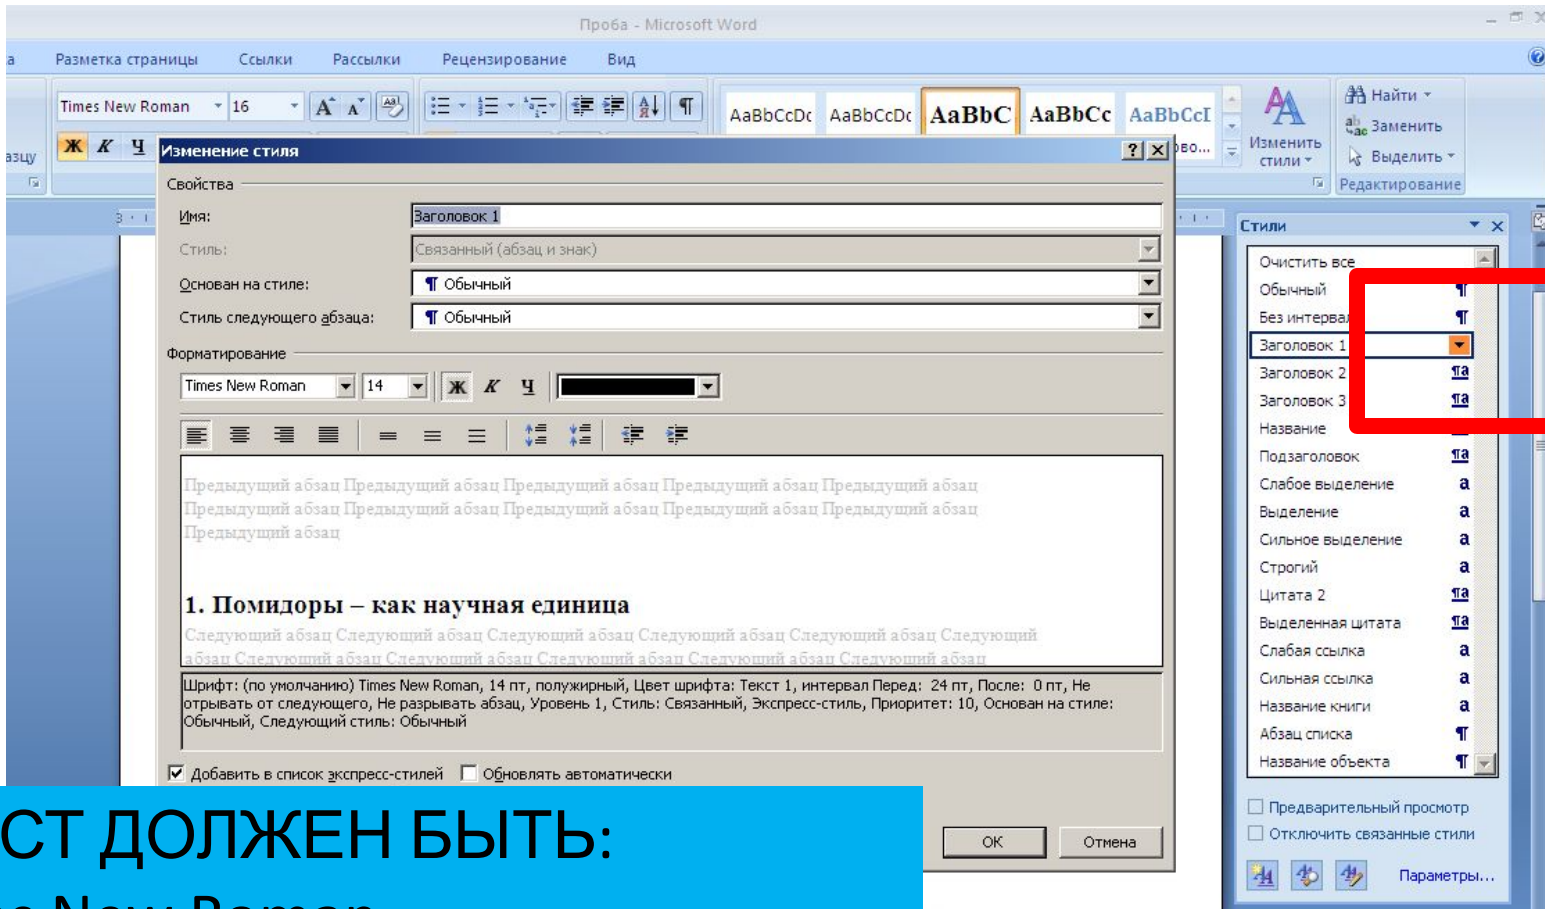 Проба - Microsoft Word
а Разметка страницы Ссылки Рассылки Рецензирование Вид
Times New Roman 16
AaBbCcDc AaBbCcDc AaBbC AaBbCc AaBbCcI
Изменить стили
Найти
Заменить
Выделить
Редактирование
Ж К Ч
азцу
во...
Изменение стиля
Свойства
Имя: Заголовок 1
Стиль: Связанный (абзац и знак)
Основан на стиле: ¶ Обычный
Стиль следующего абзаца: ¶ Обычный
Форматирование
Times New Roman 14 Ж К Ч
Предыдущий абзац Предыдущий абзац Предыдущий абзац Предыдущий абзац Предыдущий абзац
Предыдущий абзац Предыдущий абзац Предыдущий абзац Предыдущий абзац Предыдущий абзац
Предыдущий абзац
1. Помидоры – как научная единица
Следующий абзац Следующий абзац Следующий абзац Следующий абзац Следующий абзац Следующий
абзац Следующий абзац Следующий абзац Следующий абзац Следующий абзац Следующий абзац
Шрифт: (по умолчанию) Times New Roman, 14 пт, полужирный, Цвет шрифта: Текст 1, интервал Перед: 24 пт, После: 0 пт, Не
отрывать от следующего, Не разрывать абзац, Уровень 1, Стиль: Связанный, Экспресс-стиль, Приоритет: 10, Основан на стиле:
Обычный, Следующий стиль: Обычный
Добавить в список экспресс-стилей Обновлять автоматически
ОК Отмена
Стили
Очистить все
Обычный ¶
Без интервал ¶
Заголовок 1
Заголовок 2 ¶a
Заголовок 3 ¶a
Название
Подзаголовок ¶a
Слабое выделение a
Выделение a
Сильное выделение a
Строгий a
Цитата 2 ¶a
Выделенная цитата ¶a
Слабая ссылка a
Сильная ссылка a
Название книги a
Абзац списка ¶
Название объекта ¶
Предварительный просмотр
Отключить связанные стили
Параметры...
СТ ДОЛЖЕН БЫТЬ:
New Roman